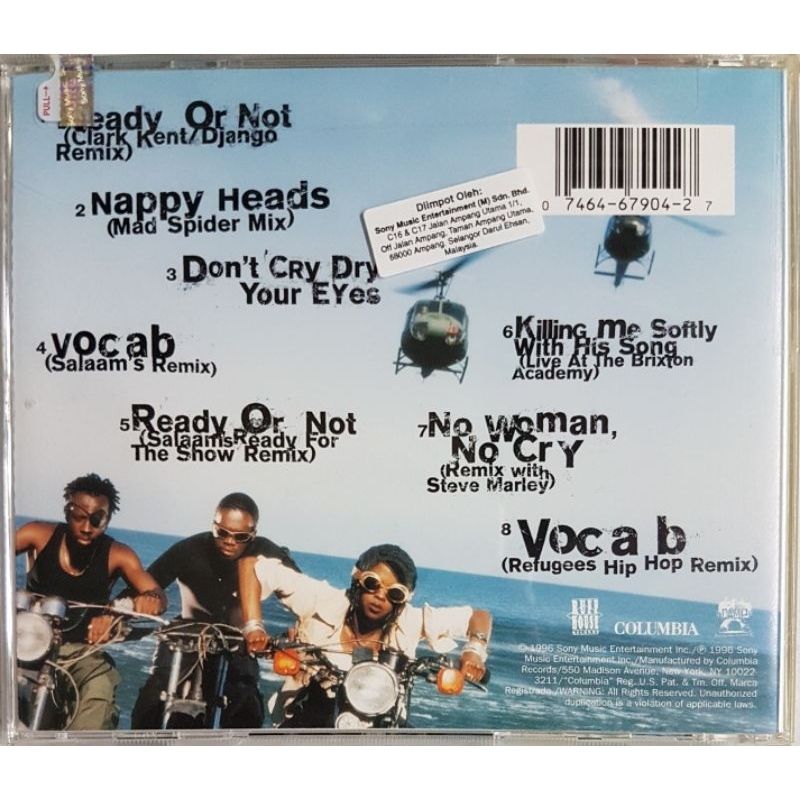 PULL→
Ready Or Not
(Clark Kent/Django
Remix)
2 Nappy Heads
(Mad Spider Mix)
3 Don't Cry Dry
Your Eyes
4 Vocab
(Salaam's Remix)
5 Ready Or Not
(Salaam's Ready For
The Show Remix)
Diimpot Oleh:
Sony Music Entertainment (M) Sdn. Bhd.
C16 & C17 Jalan Ampang Utama 1/1,
Off Jalan Ampang, Taman Ampang Utama,
68000 Ampang, Selangor Darul Ehsan,
Malaysia.
0 7464-67904-2 7
6 Killing me Softly
With His Song
(Live At The Brixton
Academy)
7 No woman,
No Cry
(Remix with
Steve Marley)
8 Vocab
(Refugees Hip Hop Remix)
RUFF
HOUSE
RECORDS
COLUMBIA
© 1996 Sony Music Entertainment Inc./℗ 1996 Sony
Music Entertainment Inc./Manufactured by Columbia
Records/550 Madison Avenue, New York, NY 10022-
3211/"Columbia" Reg. U.S. Pat. & Tm. Off. Marca
Registrada./WARNING: All Rights Reserved. Unauthorized
duplication is a violation of applicable laws.